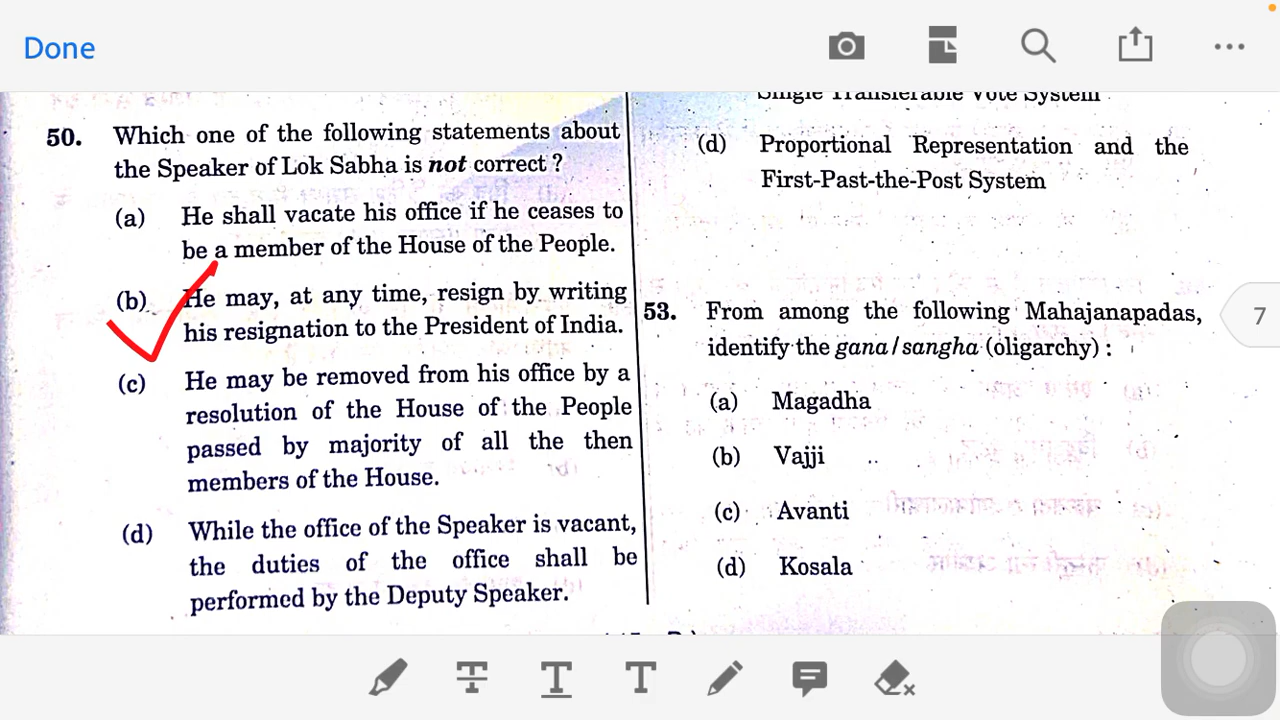 Done
50. Which one of the following statements about
the Speaker of Lok Sabha is not correct ?
(a) He shall vacate his office if he ceases to
be a member of the House of the People.
(b) He may, at any time, resign by writing
his resignation to the President of India.
(c) He may be removed from his office by a
resolution of the House of the People
passed by majority of all the then
members of the House.
(d) While the office of the Speaker is vacant,
the duties of the office shall be
performed by the Deputy Speaker.
Single Transferable Vote System
(d) Proportional Representation and the
First-Past-the-Post System
53. From among the following Mahajanapadas,
identify the gana/sangha (oligarchy) :
(a) Magadha
(b) Vajji
(c) Avanti
(d) Kosala
7
T
T
T